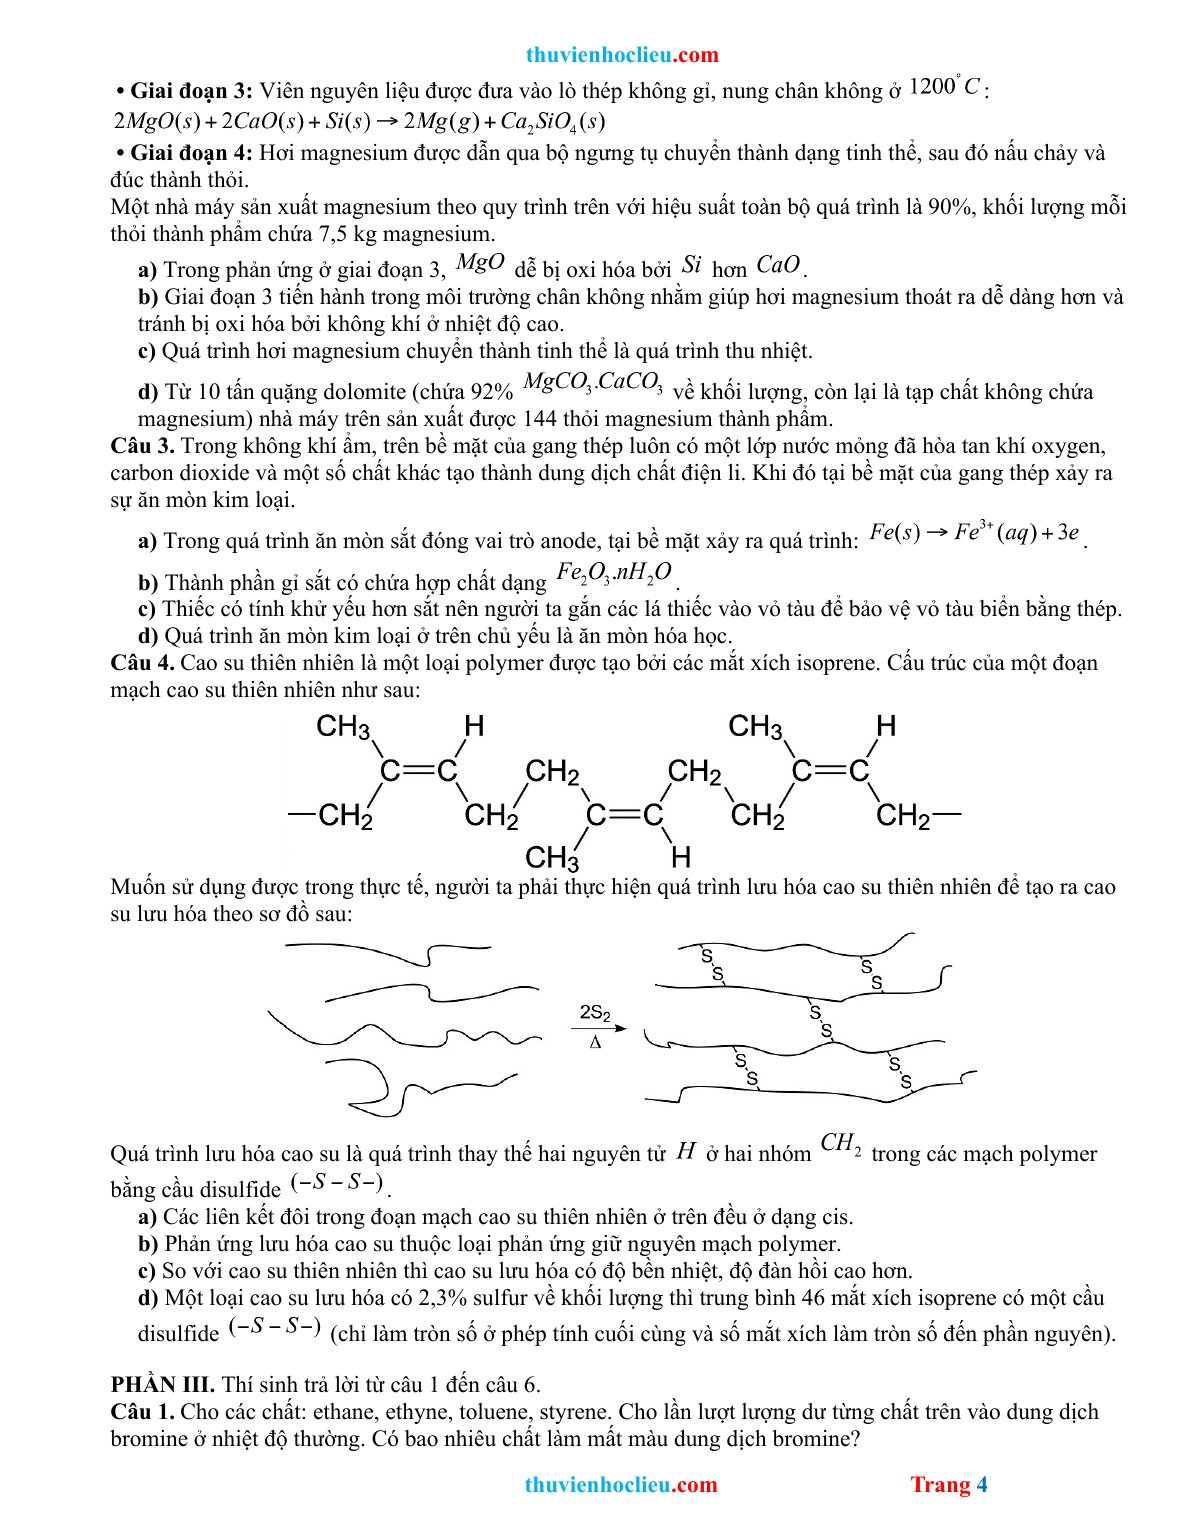 thuvienhoclieu.com
• Giai đoạn 3: Viên nguyên liệu được đưa vào lò thép không gỉ, nung chân không ở 1200°C:
2MgO(s)+2CaO(s)+Si(s)→2Mg(g)+Ca₂SiO₄(s)
• Giai đoạn 4: Hơi magnesium được dẫn qua bộ ngưng tụ chuyển thành dạng tinh thể, sau đó nấu chảy và
đúc thành thỏi.
Một nhà máy sản xuất magnesium theo quy trình trên với hiệu suất toàn bộ quá trình là 90%, khối lượng mỗi
thỏi thành phẩm chứa 7,5 kg magnesium.
a) Trong phản ứng ở giai đoạn 3, MgO dễ bị oxi hóa bởi Si hơn CaO.
b) Giai đoạn 3 tiến hành trong môi trường chân không nhằm giúp hơi magnesium thoát ra dễ dàng hơn và
tránh bị oxi hóa bởi không khí ở nhiệt độ cao.
c) Quá trình hơi magnesium chuyển thành tinh thể là quá trình thu nhiệt.
d) Từ 10 tấn quặng dolomite (chứa 92% MgCO₃.CaCO₃ về khối lượng, còn lại là tạp chất không chứa
magnesium) nhà máy trên sản xuất được 144 thỏi magnesium thành phẩm.
Câu 3. Trong không khí ẩm, trên bề mặt của gang thép luôn có một lớp nước mỏng đã hòa tan khí oxygen,
carbon dioxide và một số chất khác tạo thành dung dịch chất điện li. Khi đó tại bề mặt của gang thép xảy ra
sự ăn mòn kim loại.
a) Trong quá trình ăn mòn sắt đóng vai trò anode, tại bề mặt xảy ra quá trình: Fe(s)→Fe³⁺(aq)+3e.
b) Thành phần gỉ sắt có chứa hợp chất dạng Fe₂O₃.nH₂O.
c) Thiếc có tính khử yếu hơn sắt nên người ta gắn các lá thiếc vào vỏ tàu để bảo vệ vỏ tàu biển bằng thép.
d) Quá trình ăn mòn kim loại ở trên chủ yếu là ăn mòn hóa học.
Câu 4. Cao su thiên nhiên là một loại polymer được tạo bởi các mắt xích isoprene. Cấu trúc của một đoạn
mạch cao su thiên nhiên như sau:
CH₃ H CH₃ H
C=C CH₂ CH₂ C=C
—CH₂ CH₂ C=C CH₂ CH₂—
CH₃ H
Muốn sử dụng được trong thực tế, người ta phải thực hiện quá trình lưu hóa cao su thiên nhiên để tạo ra cao
su lưu hóa theo sơ đồ sau:
S S
S S
2S₂ S
Δ S
S S
S S
Quá trình lưu hóa cao su là quá trình thay thế hai nguyên tử H ở hai nhóm CH₂ trong các mạch polymer
bằng cầu disulfide (−S−S−).
a) Các liên kết đôi trong đoạn mạch cao su thiên nhiên ở trên đều ở dạng cis.
b) Phản ứng lưu hóa cao su thuộc loại phản ứng giữ nguyên mạch polymer.
c) So với cao su thiên nhiên thì cao su lưu hóa có độ bền nhiệt, độ đàn hồi cao hơn.
d) Một loại cao su lưu hóa có 2,3% sulfur về khối lượng thì trung bình 46 mắt xích isoprene có một cầu
disulfide (−S−S−) (chỉ làm tròn số ở phép tính cuối cùng và số mắt xích làm tròn số đến phần nguyên).
PHẦN III. Thí sinh trả lời từ câu 1 đến câu 6.
Câu 1. Cho các chất: ethane, ethyne, toluene, styrene. Cho lần lượt lượng dư từng chất trên vào dung dịch
bromine ở nhiệt độ thường. Có bao nhiêu chất làm mất màu dung dịch bromine?
thuvienhoclieu.com Trang 4